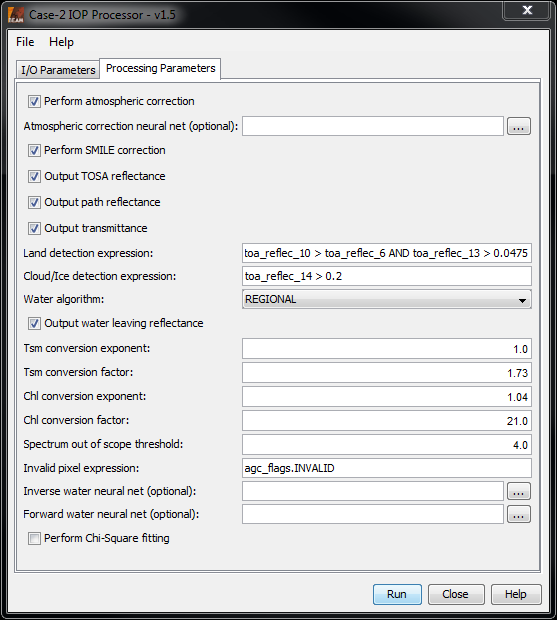 Case-2 IOP Processor - v1.5
File Help
I/O Parameters Processing Parameters
Perform atmospheric correction
Atmospheric correction neural net (optional): ...
Perform SMILE correction
Output TOSA reflectance
Output path reflectance
Output transmittance
Land detection expression: toa_reflec_10 > toa_reflec_6 AND toa_reflec_13 > 0.0475
Cloud/Ice detection expression: toa_reflec_14 > 0.2
Water algorithm: REGIONAL
Output water leaving reflectance
Tsm conversion exponent: 1.0
Tsm conversion factor: 1.73
Chl conversion exponent: 1.04
Chl conversion factor: 21.0
Spectrum out of scope threshold: 4.0
Invalid pixel expression: agc_flags.INVALID
Inverse water neural net (optional): ...
Forward water neural net (optional): ...
Perform Chi-Square fitting
Run Close Help